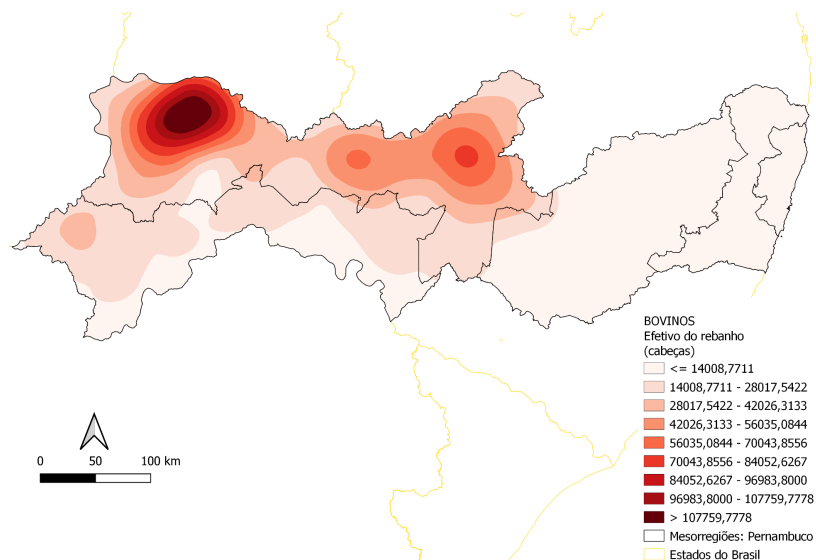 BOVINOS
Efetivo do rebanho
(cabeças)
<= 14008,7711
14008,7711 - 28017,5422
28017,5422 - 42026,3133
42026,3133 - 56035,0844
56035,0844 - 70043,8556
70043,8556 - 84052,6267
84052,6267 - 96983,8000
96983,8000 - 107759,7778
> 107759,7778
Mesorregiões: Pernambuco
Estados do Brasil
0 50 100 km